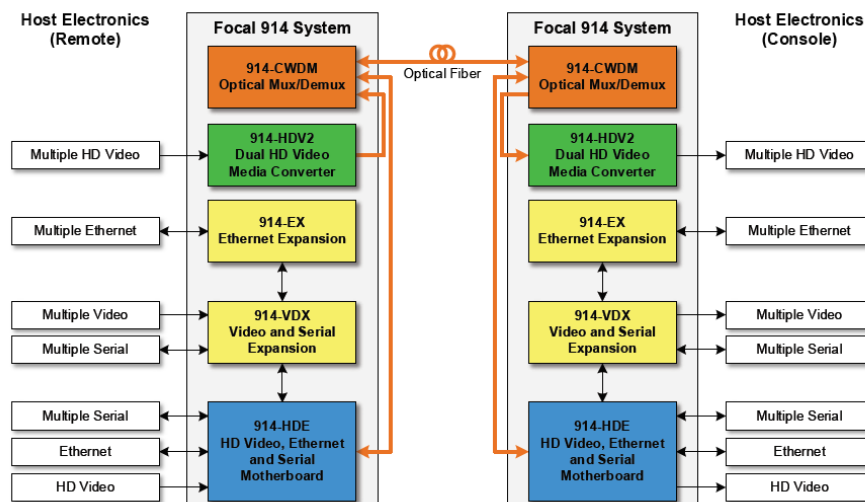 Host Electronics
(Remote)
Focal 914 System
Focal 914 System
Host Electronics
(Console)
914-CWDM
Optical Mux/Demux
Optical Fiber
914-CWDM
Optical Mux/Demux
Multiple HD Video
914-HDV2
Dual HD Video
Media Converter
914-HDV2
Dual HD Video
Media Converter
Multiple HD Video
Multiple Ethernet
914-EX
Ethernet Expansion
914-EX
Ethernet Expansion
Multiple Ethernet
Multiple Video
Multiple Serial
914-VDX
Video and Serial
Expansion
914-VDX
Video and Serial
Expansion
Multiple Video
Multiple Serial
Multiple Serial
Ethernet
HD Video
914-HDE
HD Video, Ethernet
and Serial
Motherboard
914-HDE
HD Video, Ethernet
and Serial
Motherboard
Multiple Serial
Ethernet
HD Video